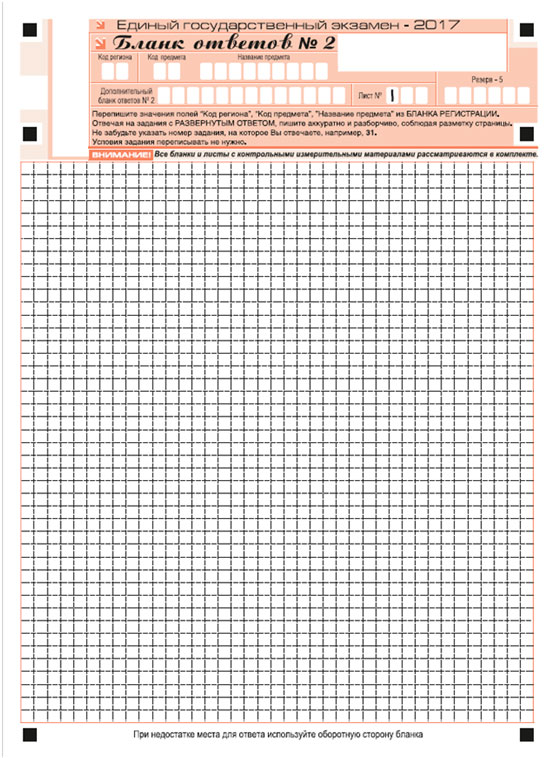 Единый государственный экзамен - 2017
Бланк ответов № 2
Код региона Код предмета Название предмета
Резерв - 5
Дополнительный
бланк ответов № 2
Лист № 1
Перепишите значения полей "Код региона", "Код предмета", "Название предмета" из БЛАНКА РЕГИСТРАЦИИ.
Отвечая на задания с РАЗВЕРНУТЫМ ОТВЕТОМ, пишите аккуратно и разборчиво, соблюдая разметку страницы.
Не забудьте указать номер задания, на которое Вы отвечаете, например, 31.
Условия задания переписывать не нужно.
ВНИМАНИЕ! Все бланки и листы с контрольными измерительными материалами рассматриваются в комплекте.
При недостатке места для ответа используйте оборотную сторону бланка